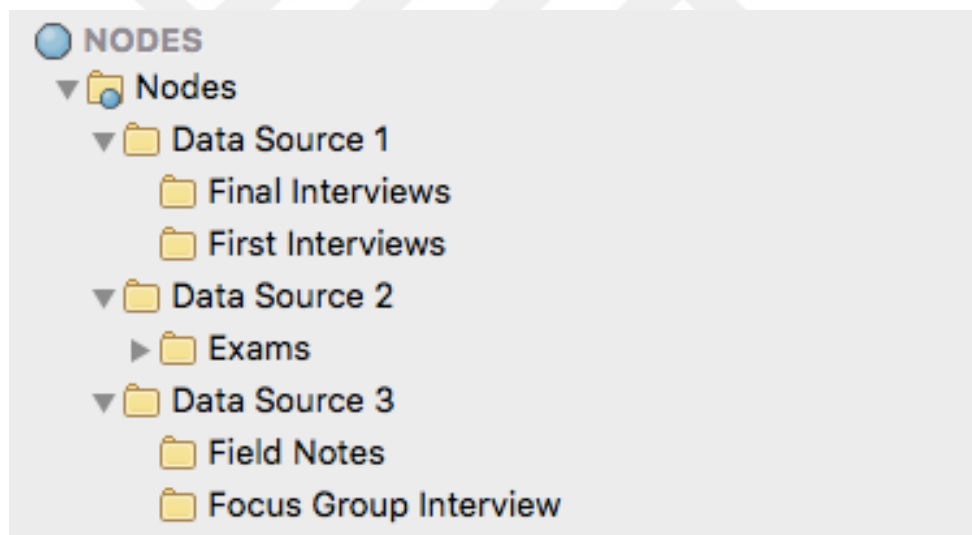 NODES
Nodes
Data Source 1
Final Interviews
First Interviews
Data Source 2
Exams
Data Source 3
Field Notes
Focus Group Interview